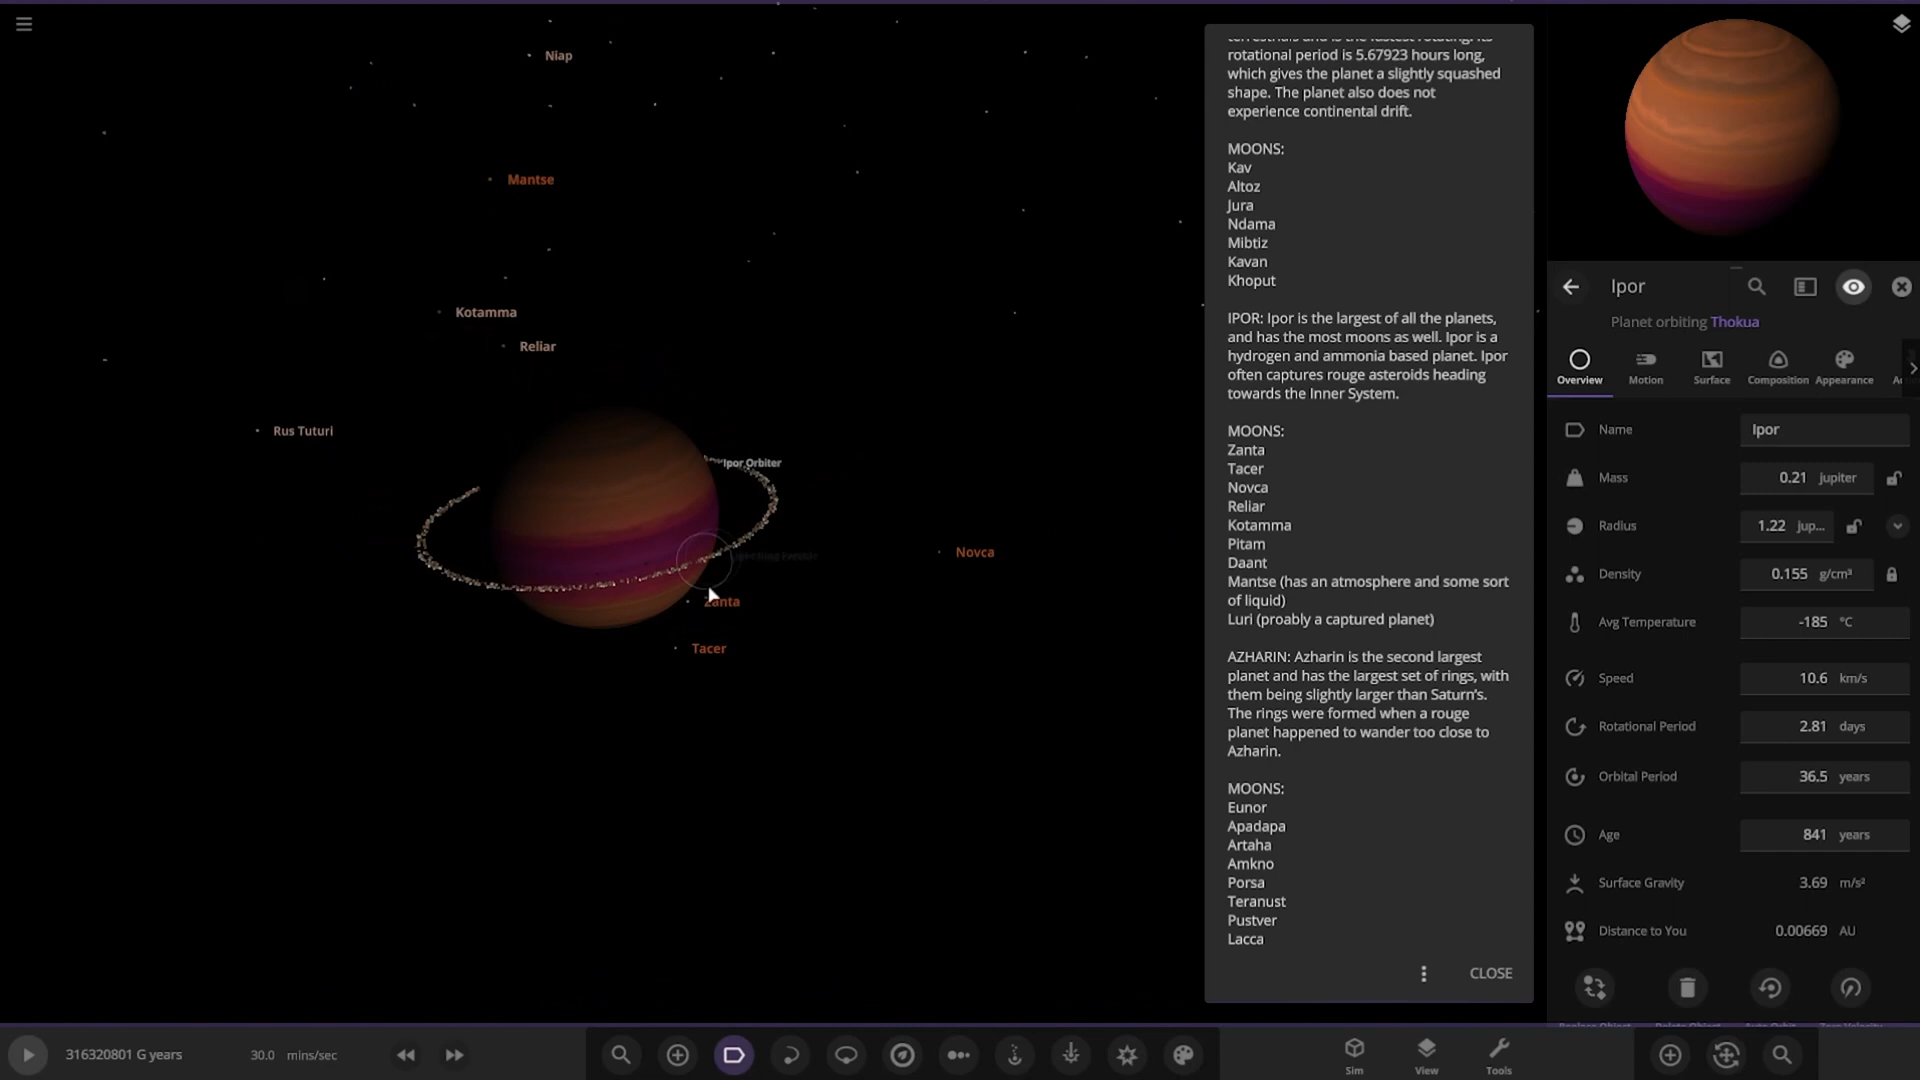 Niap
Mantse
Kotamma
Reliar
Rus Tuturi
Ipor Orbiter
Novca
Zanta
Tacer
rotational period is 5.67923 hours long,
which gives the planet a slightly squashed
shape. The planet also does not
experience continental drift.
MOONS:
Kav
Altoz
Jura
Ndama
Mibtiz
Kavan
Khoput
IPOR: Ipor is the largest of all the planets,
and has the most moons as well. Ipor is a
hydrogen and ammonia based planet. Ipor
often captures rouge asteroids heading
towards the Inner System.
MOONS:
Zanta
Tacer
Novca
Reliar
Kotamma
Pitam
Daant
Mantse (has an atmosphere and some sort
of liquid)
Luri (proably a captured planet)
AZHARIN: Azharin is the second largest
planet and has the largest set of rings, with
them being slightly larger than Saturn's.
The rings were formed when a rouge
planet happened to wander too close to
Azharin.
MOONS:
Eunor
Apadapa
Artaha
Amkno
Porsa
Teranust
Pustver
Lacca
CLOSE
Ipor
Planet orbiting Thokua
Overview Motion Surface Composition Appearance
Name Ipor
Mass 0.21 jupiter
Radius 1.22 jup...
Density 0.155 g/cm³
Avg Temperature -185 °C
Speed 10.6 km/s
Rotational Period 2.81 days
Orbital Period 36.5 years
Age 841 years
Surface Gravity 3.69 m/s²
Distance to You 0.00669 AU
316320801 G years 30.0 mins/sec
Sim View Tools